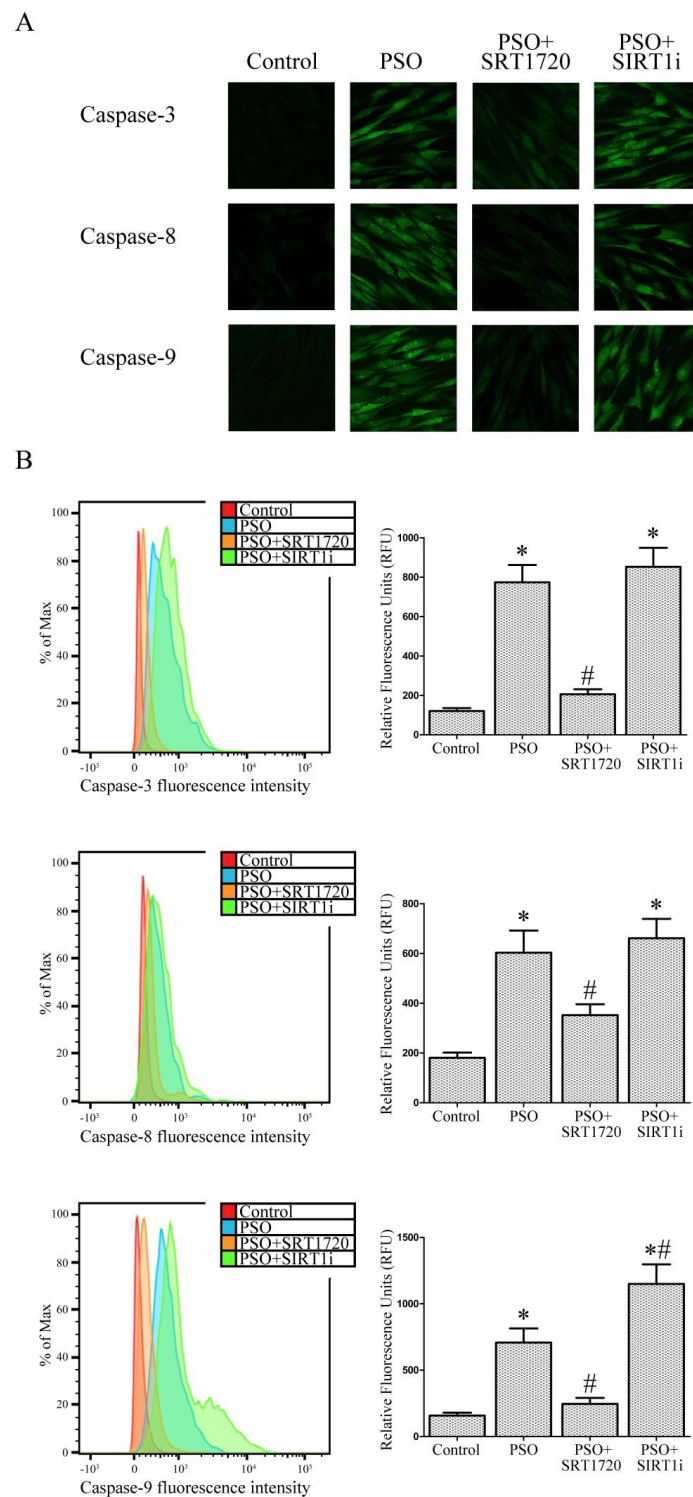 A
Control
PSO
PSO+
SRT1720
PSO+
SIRT1i
Caspase-3
Caspase-8
Caspase-9
B
100
80
60
40
20
0
% of Max
-10³ 0 10³ 10⁴ 10⁵
Caspase-3 fluorescence intensity
Control
PSO
PSO+SRT1720
PSO+SIRT1i
1000
800
600
400
200
0
Relative Fluorescence Units (RFU)
*
#
*
Control
PSO
PSO+
SRT1720
PSO+
SIRT1i
100
80
60
40
20
0
% of Max
-10³ 0 10³ 10⁴ 10⁵
Caspase-8 fluorescence intensity
Control
PSO
PSO+SRT1720
PSO+SIRT1i
800
600
400
200
0
Relative Fluorescence Units (RFU)
*
#
*
Control
PSO
PSO+
SRT1720
PSO+
SIRT1i
100
80
60
40
20
0
% of Max
-10³ 0 10³ 10⁴ 10⁵
Caspase-9 fluorescence intensity
Control
PSO
PSO+SRT1720
PSO+SIRT1i
1500
1000
500
0
Relative Fluorescence Units (RFU)
*
#
*#
Control
PSO
PSO+
SRT1720
PSO+
SIRT1i